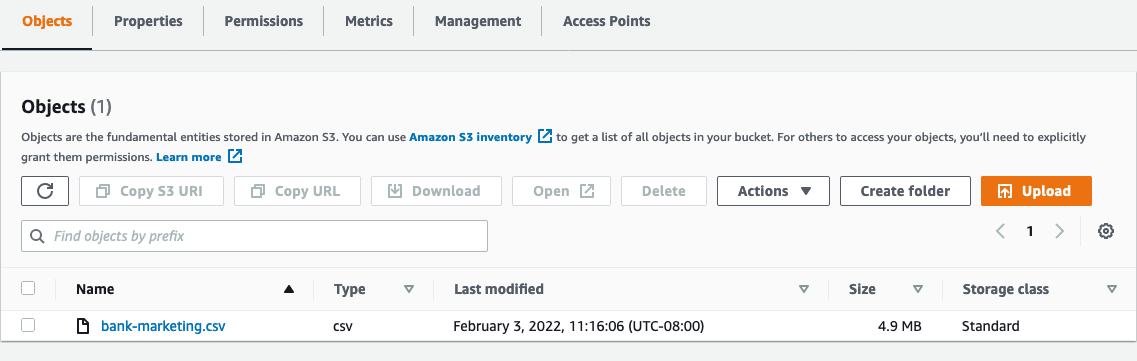 Objects Properties Permissions Metrics Management Access Points
Objects (1)
Objects are the fundamental entities stored in Amazon S3. You can use Amazon S3 inventory to get a list of all objects in your bucket. For others to access your objects, you'll need to explicitly
grant them permissions. Learn more
Copy S3 URI Copy URL Download Open Delete Actions Create folder Upload
Find objects by prefix 1
Name Type Last modified Size Storage class
bank-marketing.csv csv February 3, 2022, 11:16:06 (UTC-08:00) 4.9 MB Standard